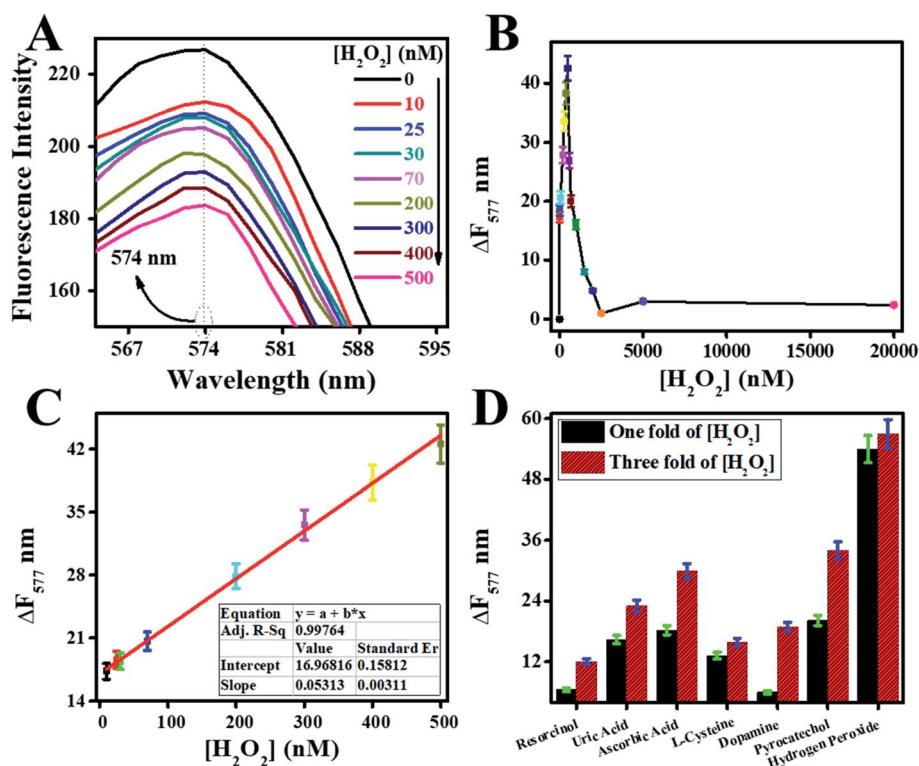 A
[H₂O₂] (nM)
0
10
25
30
70
200
300
400
500
574 nm
220
200
180
160
Fluorescence Intensity
567 574 581 588 595
Wavelength (nm)
B
40
30
20
10
0
ΔF₅₇₇ nm
0 5000 10000 15000 20000
[H₂O₂] (nM)
C
42
35
28
21
14
ΔF₅₇₇ nm
Equation y = a + b*x
Adj. R-Sq 0.99764
Value Standard Er
Intercept 16.96816 0.15812
Slope 0.05313 0.00311
0 100 200 300 400 500
[H₂O₂] (nM)
D
One fold of [H₂O₂]
Three fold of [H₂O₂]
60
48
36
24
12
ΔF₅₇₇ nm
Resorcinol
Uric Acid
Ascorbic Acid
L-Cysteine
Dopamine
Pyrocatechol
Hydrogen Peroxide